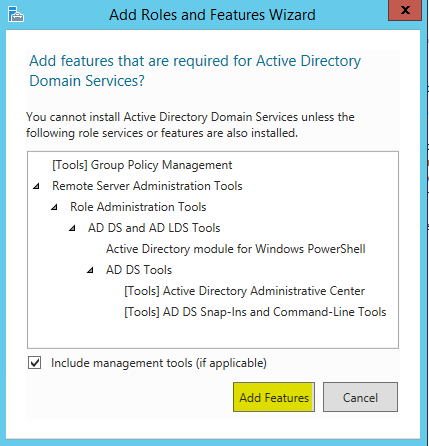 Add Roles and Features Wizard
x
Add features that are required for Active Directory
Domain Services?
You cannot install Active Directory Domain Services unless the
following role services or features are also installed.
[Tools] Group Policy Management
Remote Server Administration Tools
Role Administration Tools
AD DS and AD LDS Tools
Active Directory module for Windows PowerShell
AD DS Tools
[Tools] Active Directory Administrative Center
[Tools] AD DS Snap-Ins and Command-Line Tools
Include management tools (if applicable)
Add Features
Cancel